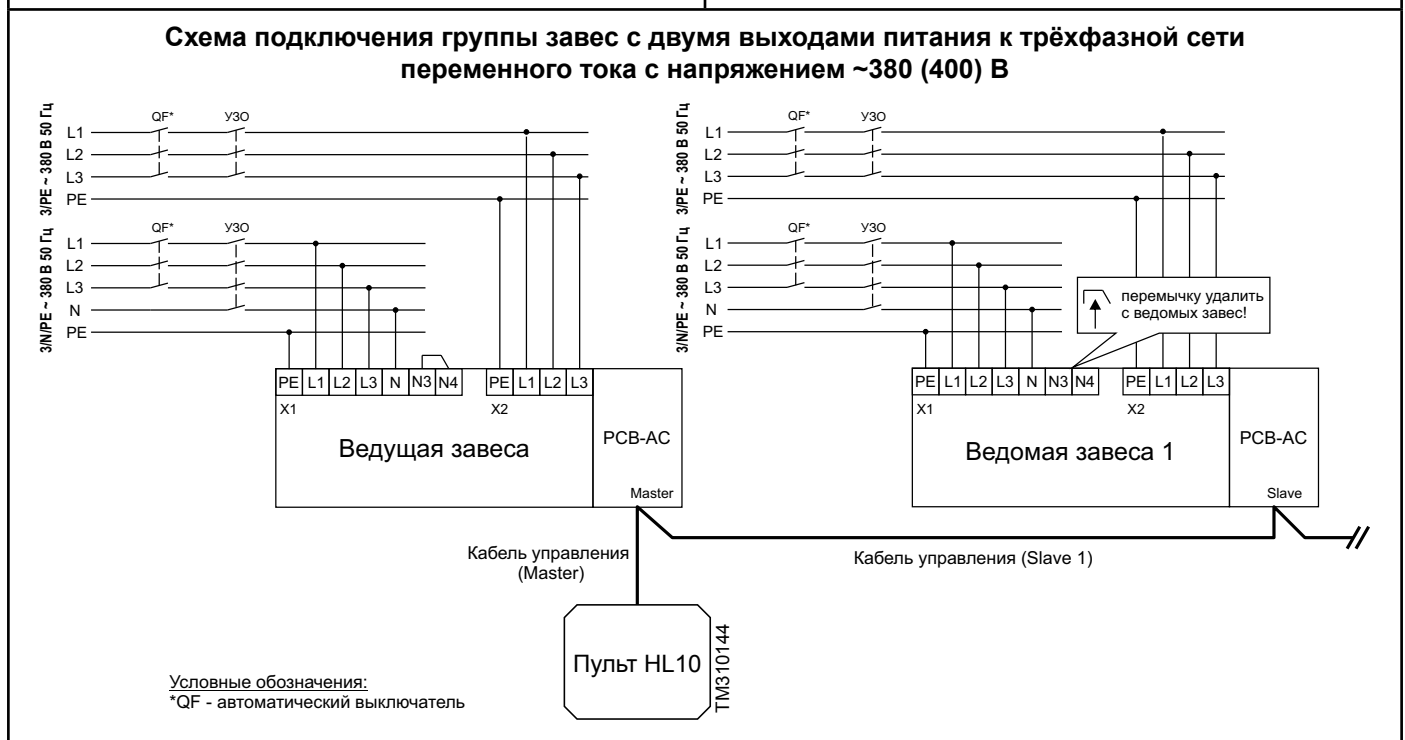 Схема подключения группы завес с двумя выходами питания к трёхфазной сети
переменного тока с напряжением ~380 (400) В
3/PE ~ 380 В 50 Гц
QF* УЗО
L1
L2
L3
PE
3/N/PE ~ 380 В 50 Гц
QF* УЗО
L1
L2
L3
N
PE
PE L1 L2 L3 N N3 N4 PE L1 L2 L3
X1 X2
Ведущая завеса
PCB-AC
Master
3/PE ~ 380 В 50 Гц
QF* УЗО
L1
L2
L3
PE
3/N/PE ~ 380 В 50 Гц
QF* УЗО
L1
L2
L3
N
PE
перемычку удалить
с ведомых завес!
PE L1 L2 L3 N N3 N4 PE L1 L2 L3
X1 X2
Ведомая завеса 1
PCB-AC
Slave
Кабель управления
(Master)
Кабель управления (Slave 1)
Пульт HL10
TM310144
Условные обозначения:
*QF - автоматический выключатель